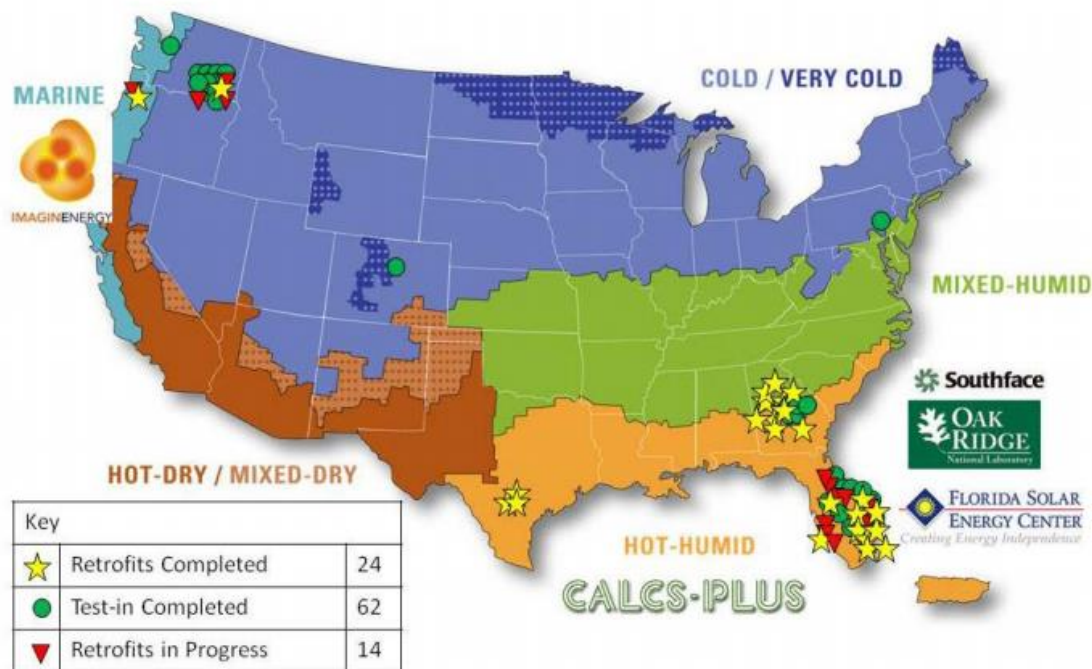 COLD / VERY COLD
MARINE
IMAGINENERGY
MIXED-HUMID
Southface
OAK
RIDGE
National Laboratory
HOT-DRY / MIXED-DRY
FLORIDA SOLAR
ENERGY CENTER
Creating Energy Independence
HOT-HUMID
CALCS-PLUS
Key
Retrofits Completed 24
Test-in Completed 62
Retrofits in Progress 14